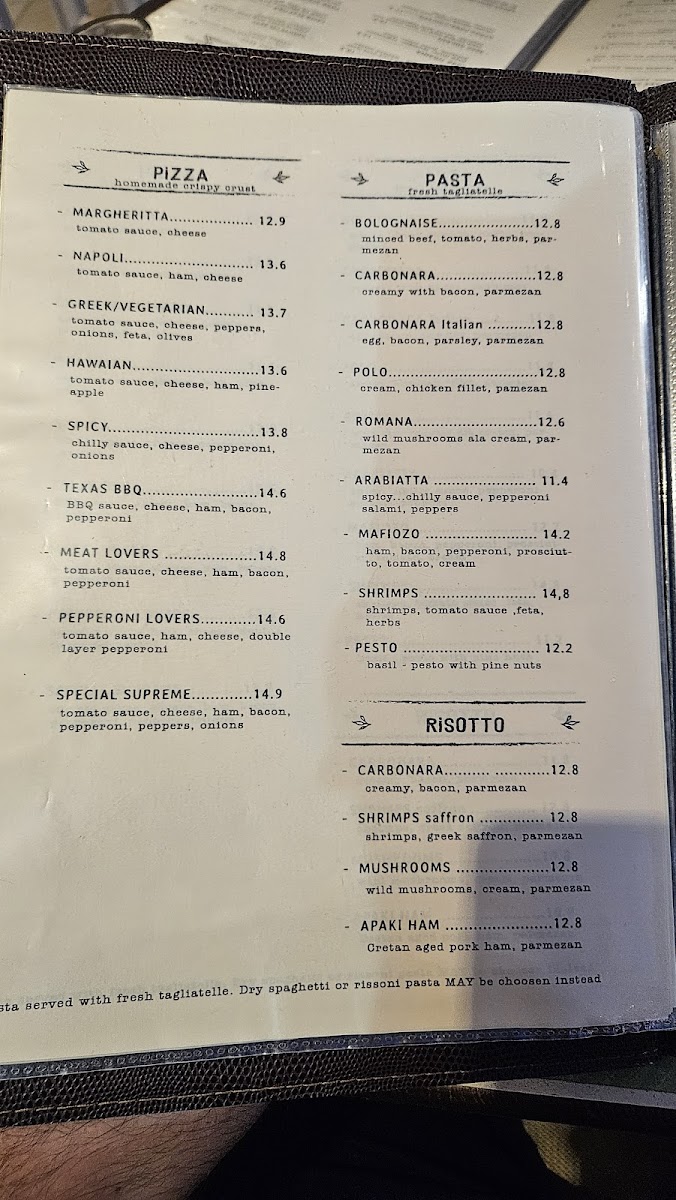 PiZZA
homemade crispy crust
- MARGHERITTA................... 12.9
tomato sauce, cheese
- NAPOLI............................. 13.6
tomato sauce, ham, cheese
- GREEK/VEGETARIAN........... 13.7
tomato sauce, cheese, peppers,
onions, feta, olives
- HAWAIAN.............................13.6
tomato sauce, cheese, ham, pine-
apple
- SPICY..................................13.8
chilly sauce, cheese, pepperoni,
onions
- TEXAS BBQ..........................14.6
BBQ sauce, cheese, ham, bacon,
pepperoni
- MEAT LOVERS .....................14.8
tomato sauce, cheese, ham, bacon,
pepperoni
- PEPPERONI LOVERS............14.6
tomato sauce, ham, cheese, double
layer pepperoni
- SPECIAL SUPREME.............14.9
tomato sauce, cheese, ham, bacon,
pepperoni, peppers, onions
PASTA
fresh tagliatelle
- BOLOGNAISE......................12.8
minced beef, tomato, herbs, par-
mezan
- CARBONARA.......................12.8
creamy with bacon, parmezan
- CARBONARA Italian ...........12.8
egg, bacon, parsley, parmezan
- POLO..................................12.8
cream, chicken fillet, pamezan
- ROMANA.............................12.6
wild mushrooms ala cream, par-
mezan
- ARABIATTA ........................ 11.4
spicy...chilly sauce, pepperoni
salami, peppers
- MAFIOZO .......................... 14.2
ham, bacon, pepperoni, prosciut-
to, tomato, cream
- SHRIMPS .......................... 14,8
shrimps, tomato sauce ,feta,
herbs
- PESTO ............................... 12.2
basil - pesto with pine nuts
RiSOTTO
- CARBONARA.......... ............12.8
creamy, bacon, parmezan
- SHRIMPS saffron .............. 12.8
shrimps, greek saffron, parmezan
- MUSHROOMS .....................12.8
wild mushrooms, cream, parmezan
- APAKI HAM ........................12.8
Cretan aged pork ham, parmezan
served with fresh tagliatelle. Dry spaghetti or rissoni pasta MAY be choosen instead